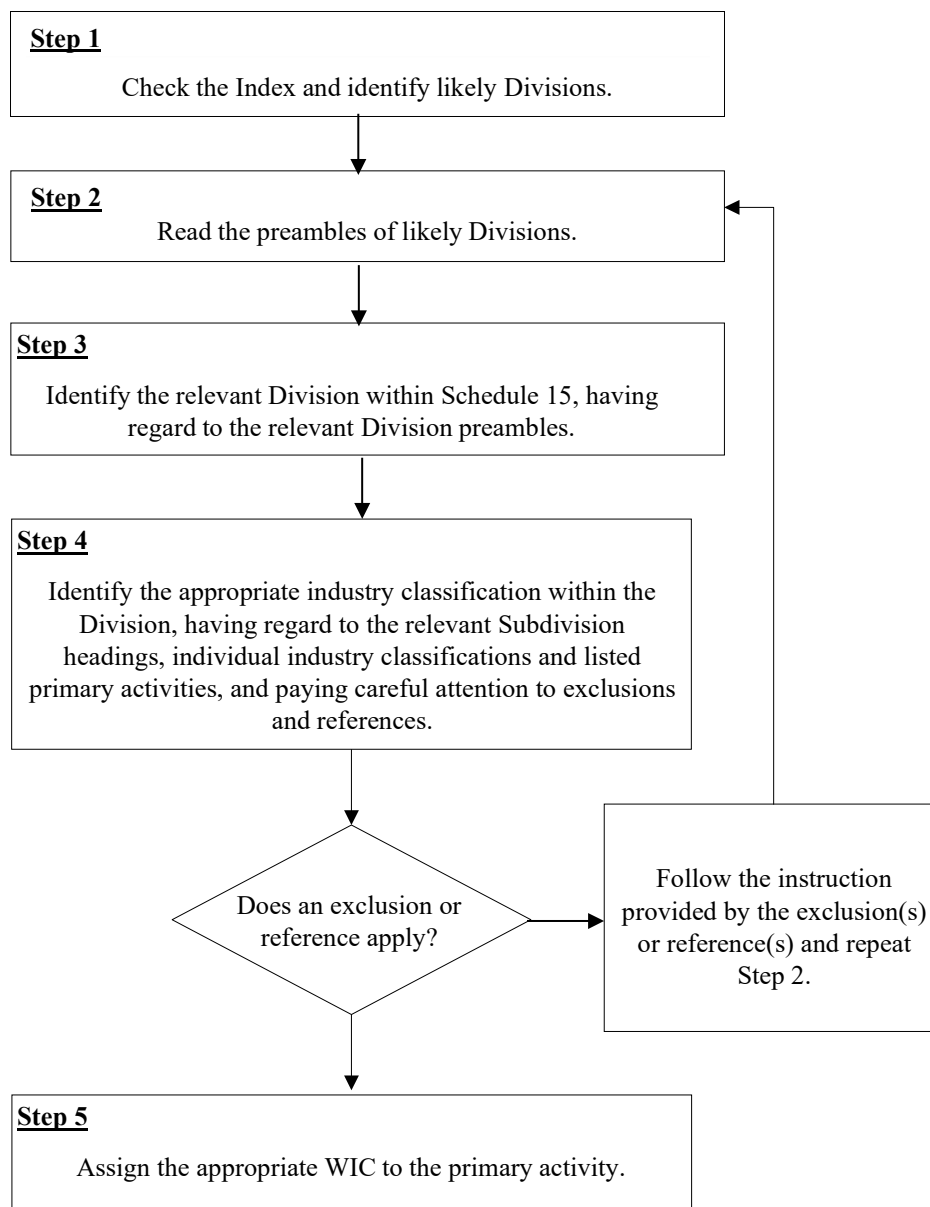 Step 1
Check the Index and identify likely Divisions.
Step 2
Read the preambles of likely Divisions.
Step 3
Identify the relevant Division within Schedule 15, having
regard to the relevant Division preambles.
Step 4
Identify the appropriate industry classification within the
Division, having regard to the relevant Subdivision
headings, individual industry classifications and listed
primary activities, and paying careful attention to exclusions
and references.
Does an exclusion or
reference apply?
Follow the instruction
provided by the exclusion(s)
or reference(s) and repeat
Step 2.
Step 5
Assign the appropriate WIC to the primary activity.